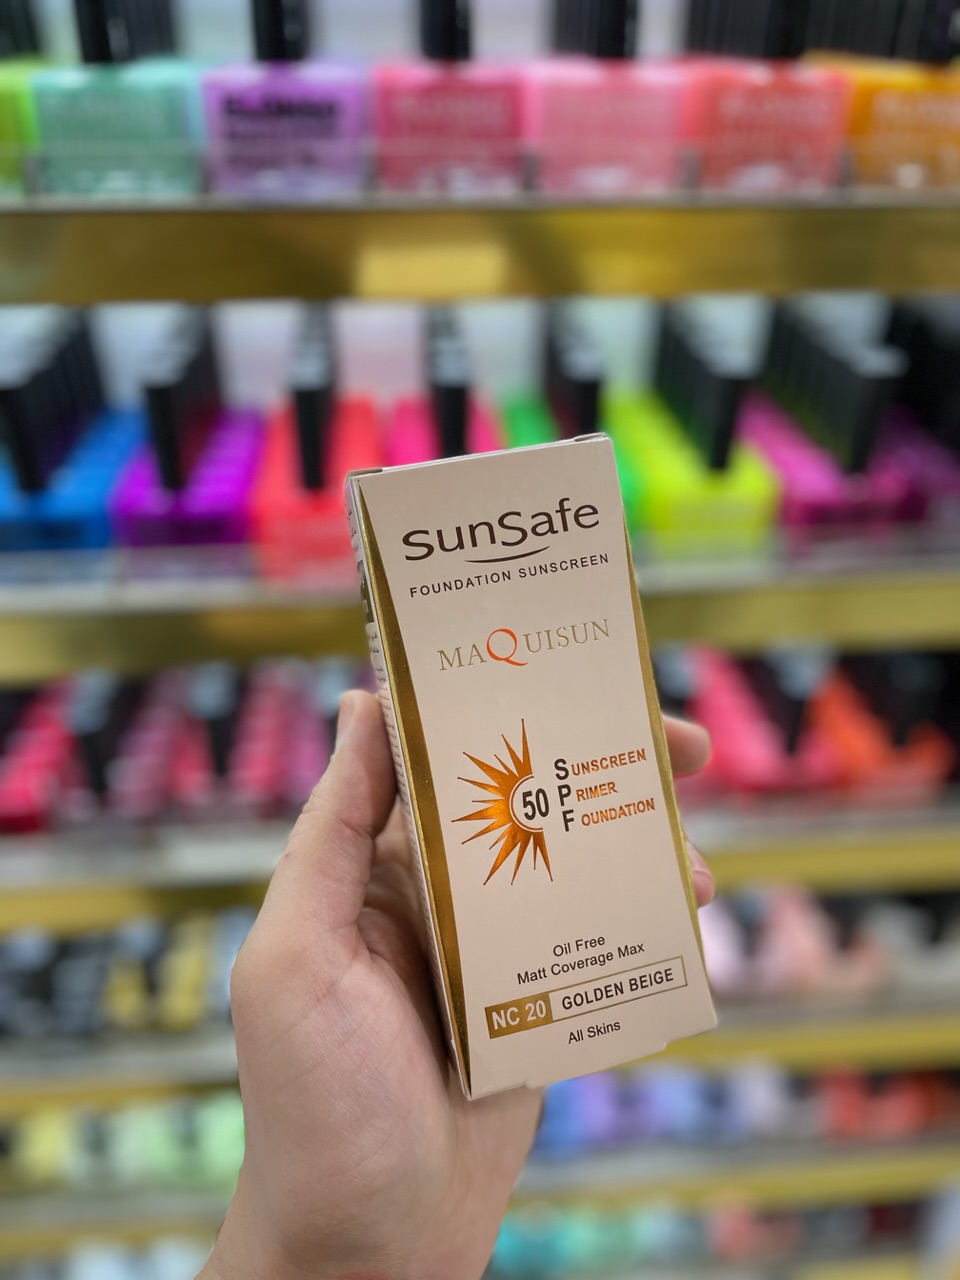 SunSafe
FOUNDATION SUNSCREEN
MAQUISUN
50
SUNSCREEN
PRIMER
FOUNDATION
Oil Free
Matt Coverage Max
NC 20 GOLDEN BEIGE
All Skins